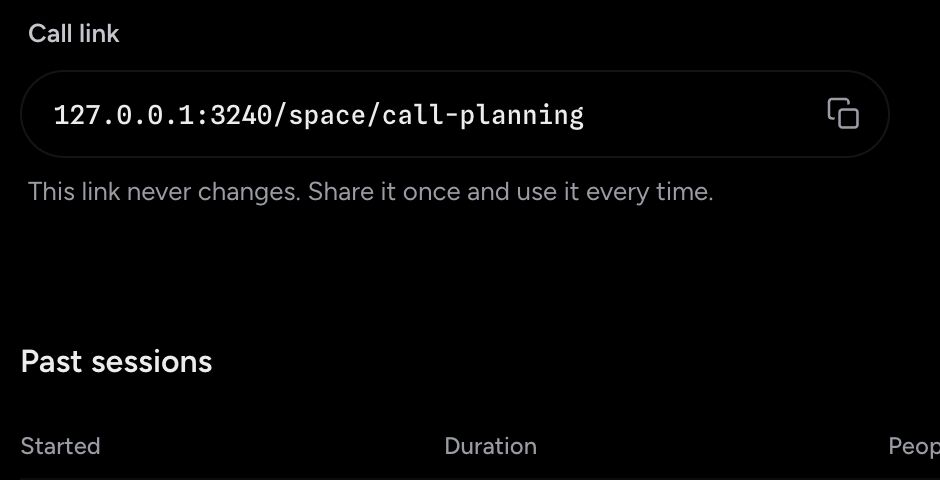 Call link
127.0.0.1:3240/space/call-planning
This link never changes. Share it once and use it every time.
Past sessions
Started Duration